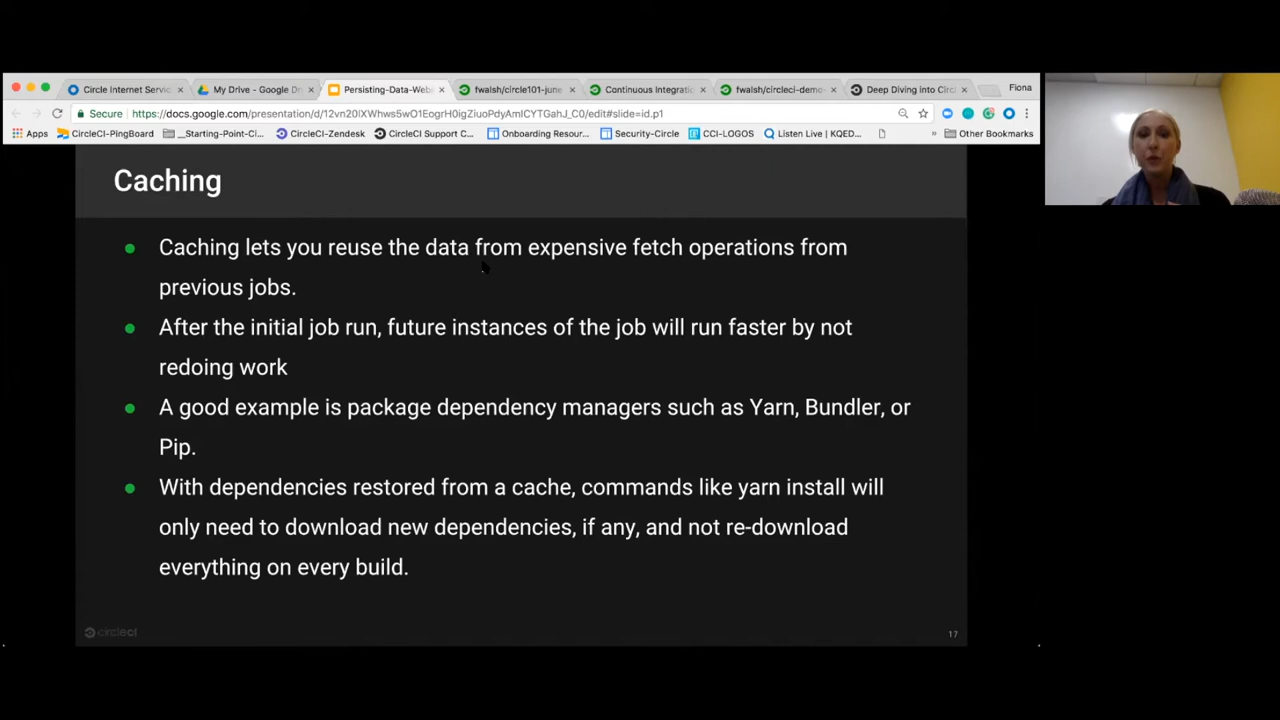 Circle Internet Servic
My Drive - Google Dr
Persisting-Data-Web
fwalsh/circle101-june
Continuous Integratio
fwalsh/circleci-demo-
Deep Diving into Circ
Fiona
Secure
https://docs.google.com/presentation/d/12vn20lXWhws5wO1EogrH0igZiuoPdyAmICYTGahJ_C0/edit#slide=id.p1
Apps
CircleCI-PingBoard
__Starting-Point-Ci
CircleCI-Zendesk
CircleCI Support C...
Onboarding Resour...
Security-Circle
CCI-LOGOS
Listen Live | KQED...
»
Other Bookmarks
Caching
Caching lets you reuse the data from expensive fetch operations from
previous jobs.
After the initial job run, future instances of the job will run faster by not
redoing work
A good example is package dependency managers such as Yarn, Bundler, or
Pip.
With dependencies restored from a cache, commands like yarn install will
only need to download new dependencies, if any, and not re-download
everything on every build.
circleci
17